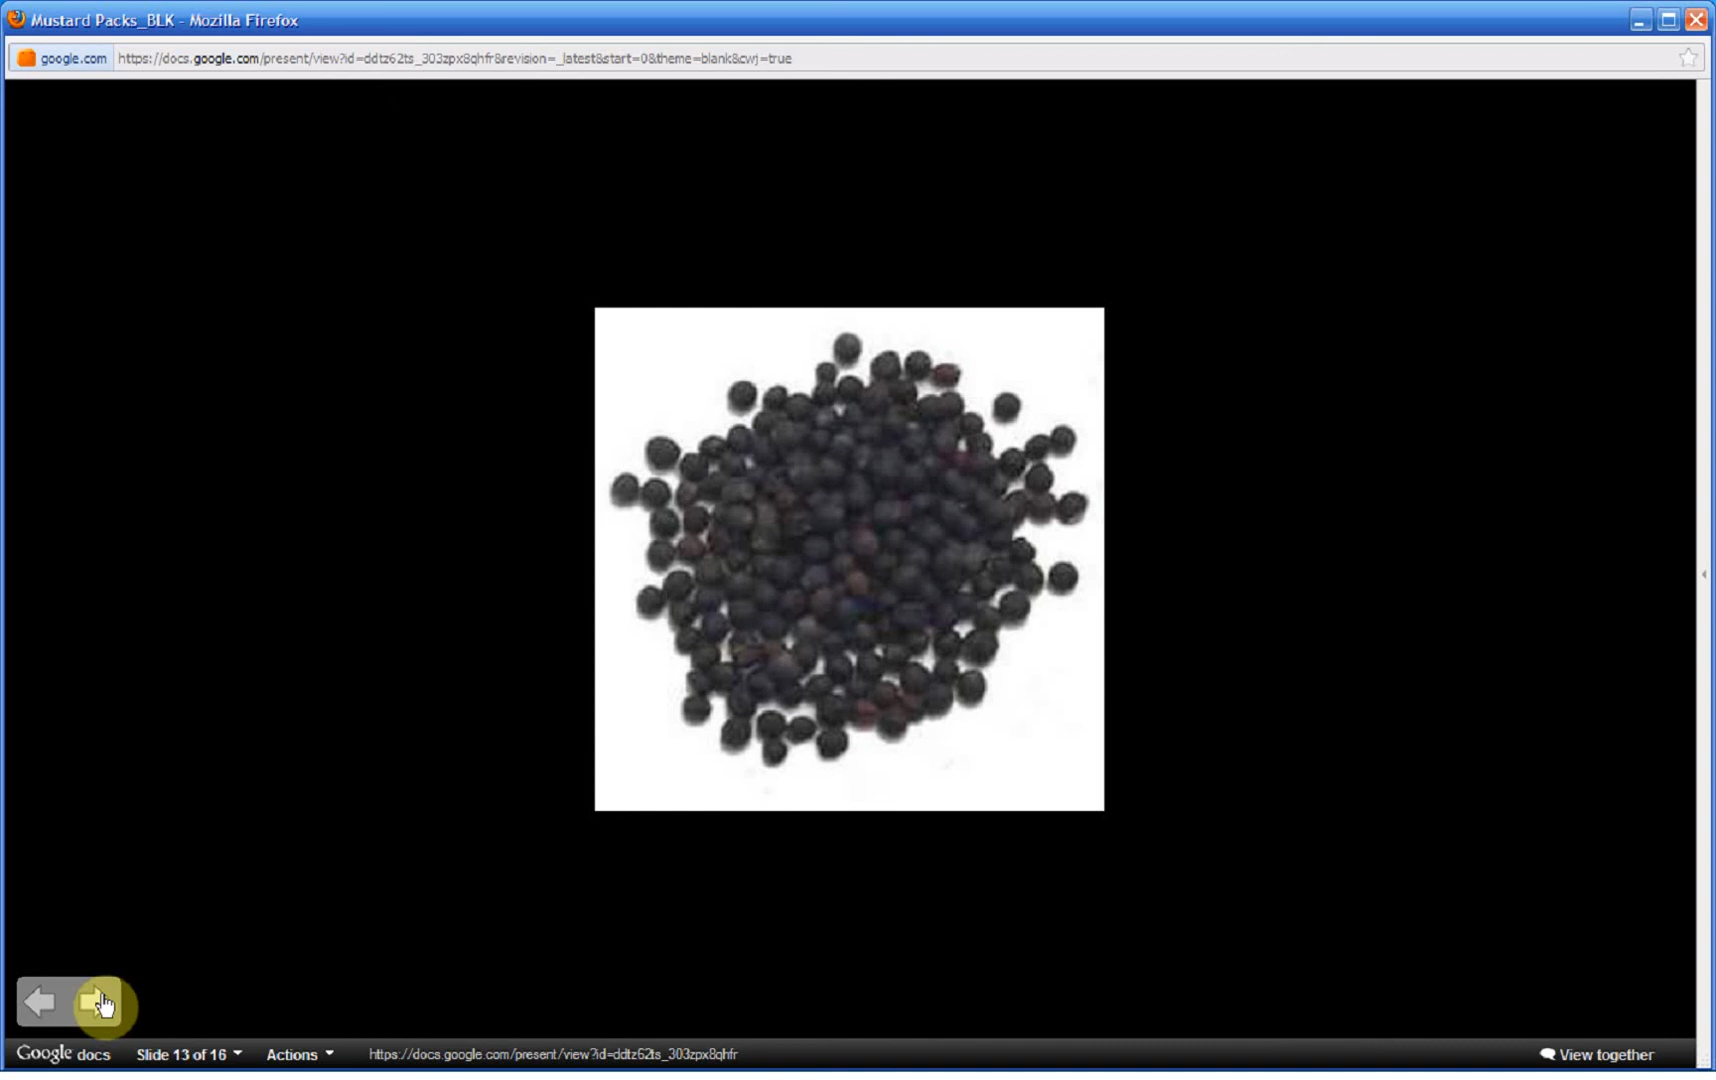 Mustard Packs_BLK - Mozilla Firefox
google.com https://docs.google.com/present/view?id=ddtz62ts_303zpx8qhfr&revision=_latest&start=0&theme=blank&cwj=true
Google docs Slide 13 of 16 Actions https://docs.google.com/present/view?id=ddtz62ts_303zpx8qhfr View together